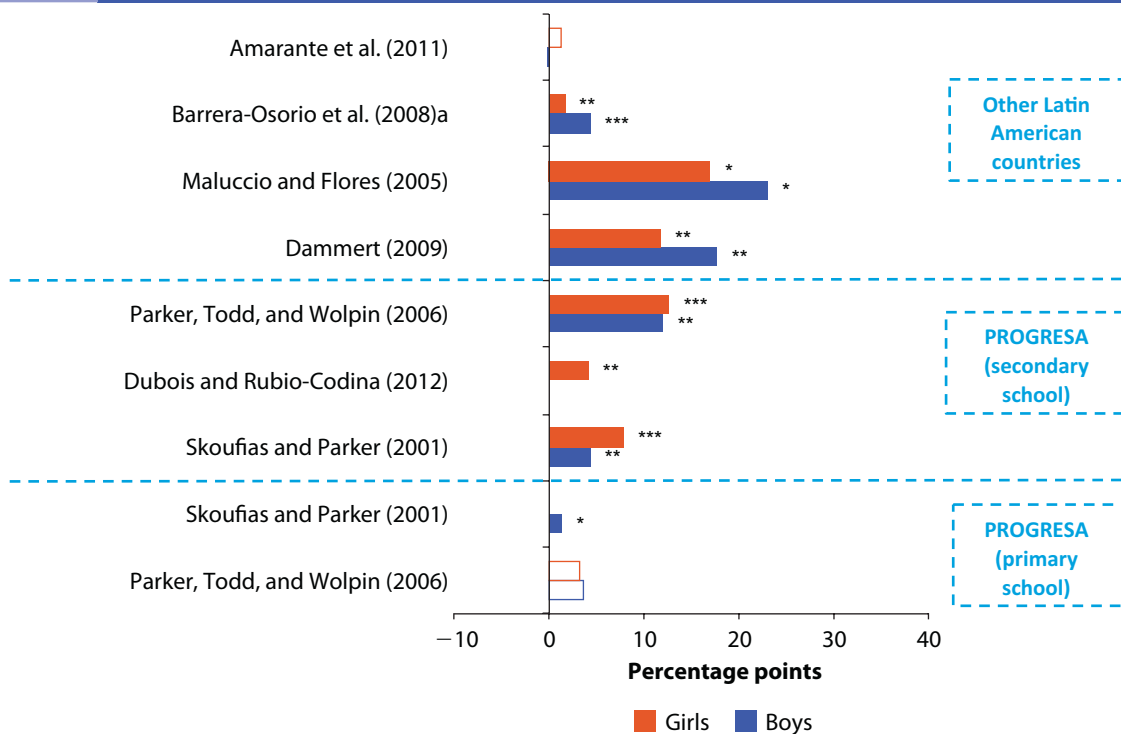 Amarante et al. (2011)
Barrera-Osorio et al. (2008)a
**
***
Maluccio and Flores (2005)
*
*
Dammert (2009)
**
**
Other Latin
American
countries
Parker, Todd, and Wolpin (2006)
***
**
Dubois and Rubio-Codina (2012)
**
Skoufias and Parker (2001)
***
**
PROGRESA
(secondary
school)
Skoufias and Parker (2001)
*
Parker, Todd, and Wolpin (2006)
PROGRESA
(primary
school)
−10 0 10 20 30 40
Percentage points
Girls Boys